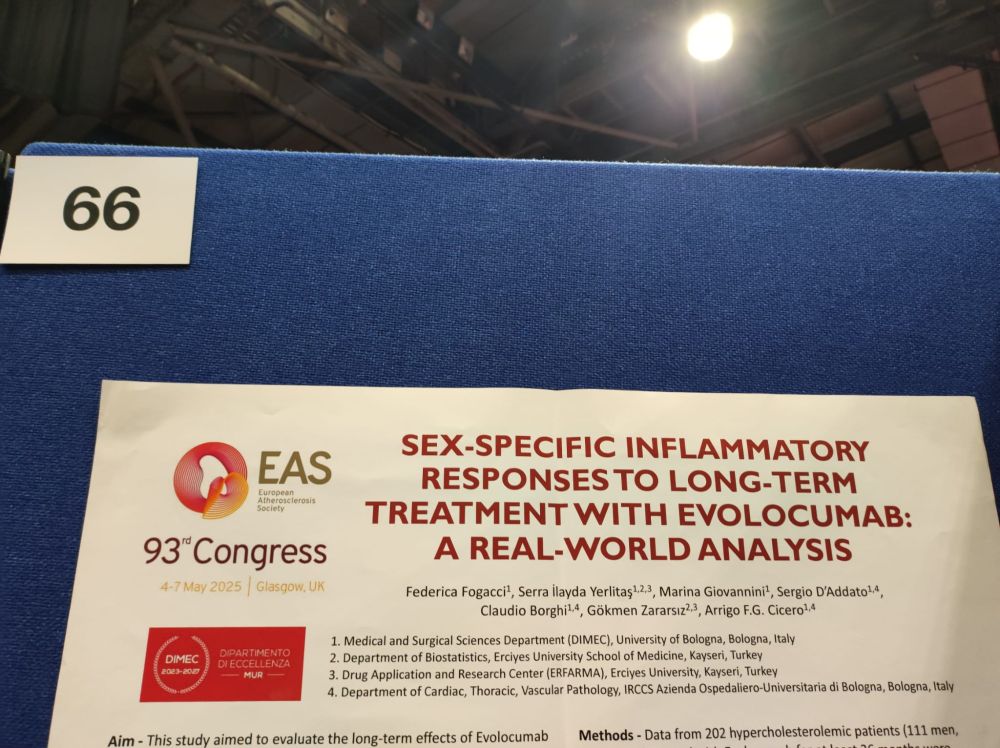 66
EAS
European
Atherosclerosis
Society
93rd Congress
4-7 May 2025 | Glasgow, UK
SEX-SPECIFIC INFLAMMATORY
RESPONSES TO LONG-TERM
TREATMENT WITH EVOLOCUMAB:
A REAL-WORLD ANALYSIS
Federica Fogacci1, Serra İlayda Yerlitaş1,2,3, Marina Giovannini1, Sergio D'Addato1,4,
Claudio Borghi1,4, Gökmen Zararsız2,3, Arrigo F.G. Cicero1,4
DIMEC
2023-2027
DIPARTIMENTO
DI ECCELLENZA
MUR
1. Medical and Surgical Sciences Department (DIMEC), University of Bologna, Bologna, Italy
2. Department of Biostatistics, Erciyes University School of Medicine, Kayseri, Turkey
3. Drug Application and Research Center (ERFARMA), Erciyes University, Kayseri, Turkey
4. Department of Cardiac, Thoracic, Vascular Pathology, IRCCS Azienda Ospedaliero-Universitaria di Bologna, Bologna, Italy
Aim - This study aimed to evaluate the long-term effects of Evolocumab
Methods - Data from 202 hypercholesterolemic patients (111 men,